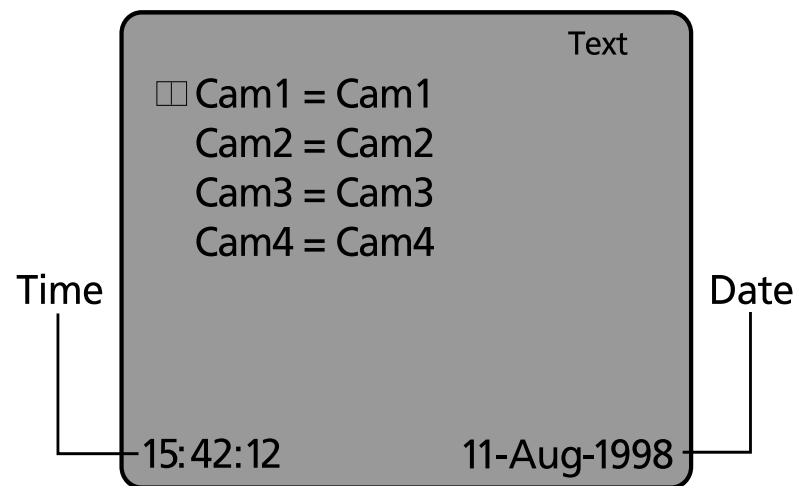 Text
Cam1 = Cam1
Cam2 = Cam2
Cam3 = Cam3
Cam4 = Cam4
Time
Date
15:42:12
11-Aug-1998